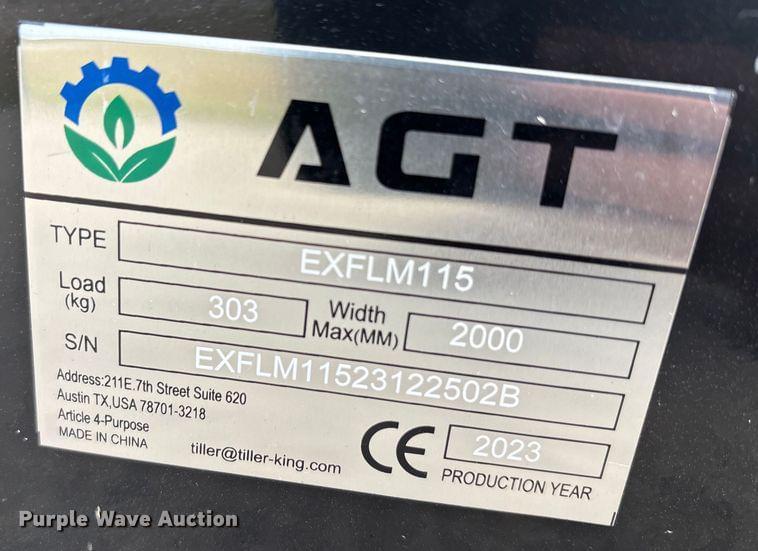 AGT
TYPE EXFLM115
Load (kg) 303 Width Max(MM) 2000
S/N EXFLM11523122502B
Address:211E.7th Street Suite 620
Austin TX,USA 78701-3218
Article 4-Purpose
MADE IN CHINA
tiller@tiller-king.com
CE 2023
PRODUCTION YEAR
Purple Wave Auction